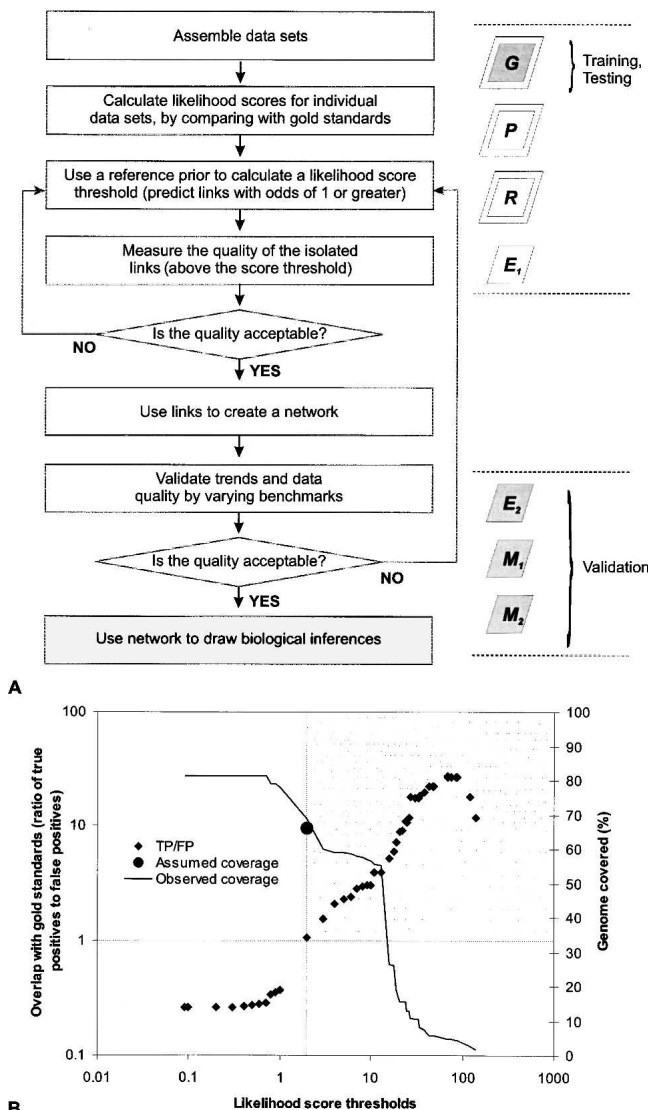 Assemble data sets
Calculate likelihood scores for individual
data sets, by comparing with gold standards
Use a reference prior to calculate a likelihood score
threshold (predict links with odds of 1 or greater)
Measure the quality of the isolated
links (above the score threshold)
Is the quality acceptable?
NO
YES
Use links to create a network
Validate trends and data
quality by varying benchmarks
Is the quality acceptable?
NO
YES
Use network to draw biological inferences
G
Training,
Testing
P
R
E1
E2
M1
M2
Validation
A
Overlap with gold standards (ratio of true
positives to false positives)
100
10
1
0.1
TP/FP
Assumed coverage
Observed coverage
100
90
80
70
60
50
40
30
20
10
0
Genome covered (%)
0.01
0.1
1
10
100
1000
Likelihood score thresholds
B